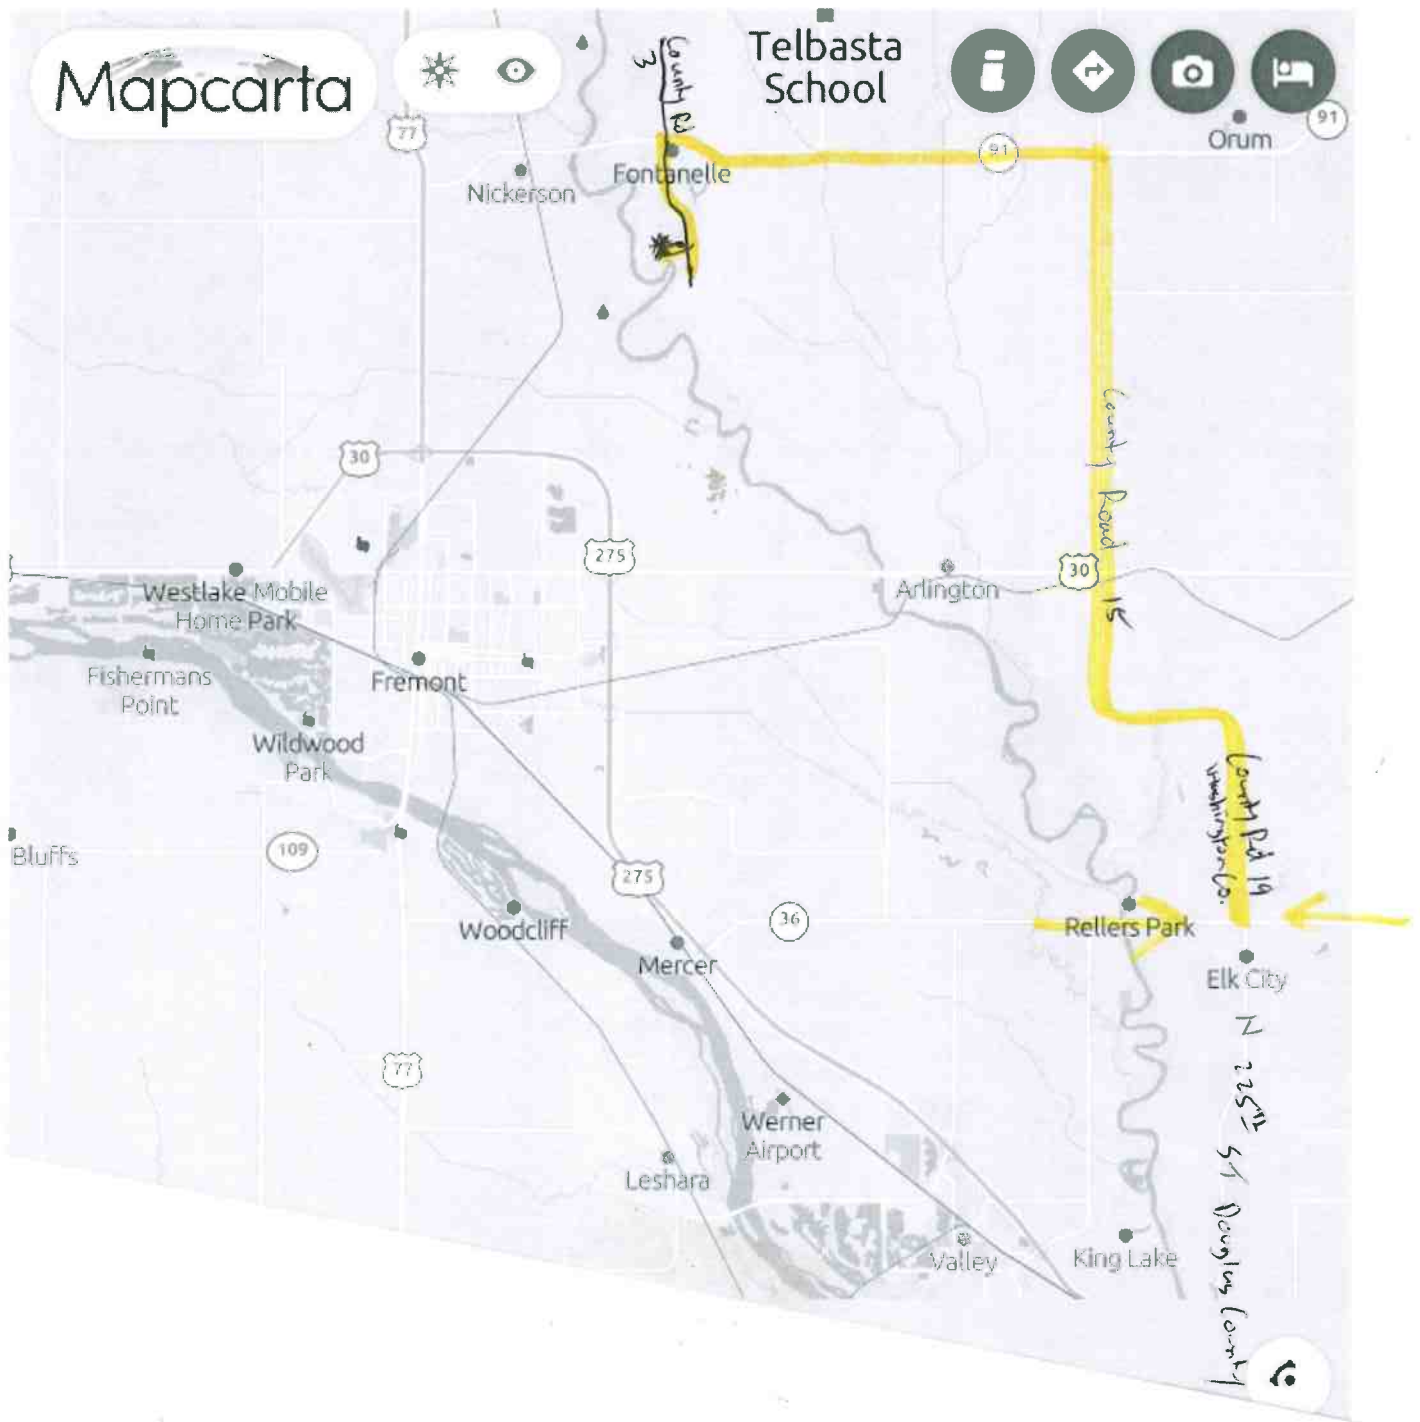 Mapcarta
Telbasta
School
County Rd
3
77
91
Orum
91
Nickerson
Fontanelle
County Road 15
30
275
30
Arlington
Westlake Mobile
Home Park
Fishermans
Point
Fremont
Wildwood
Park
County Rd 19
Washington Co.
Bluffs
109
275
36
Woodcliff
Mercer
Rellers Park
Elk City
N 225th ST Douglas County
77
Werner
Airport
Leshara
Valley
King Lake